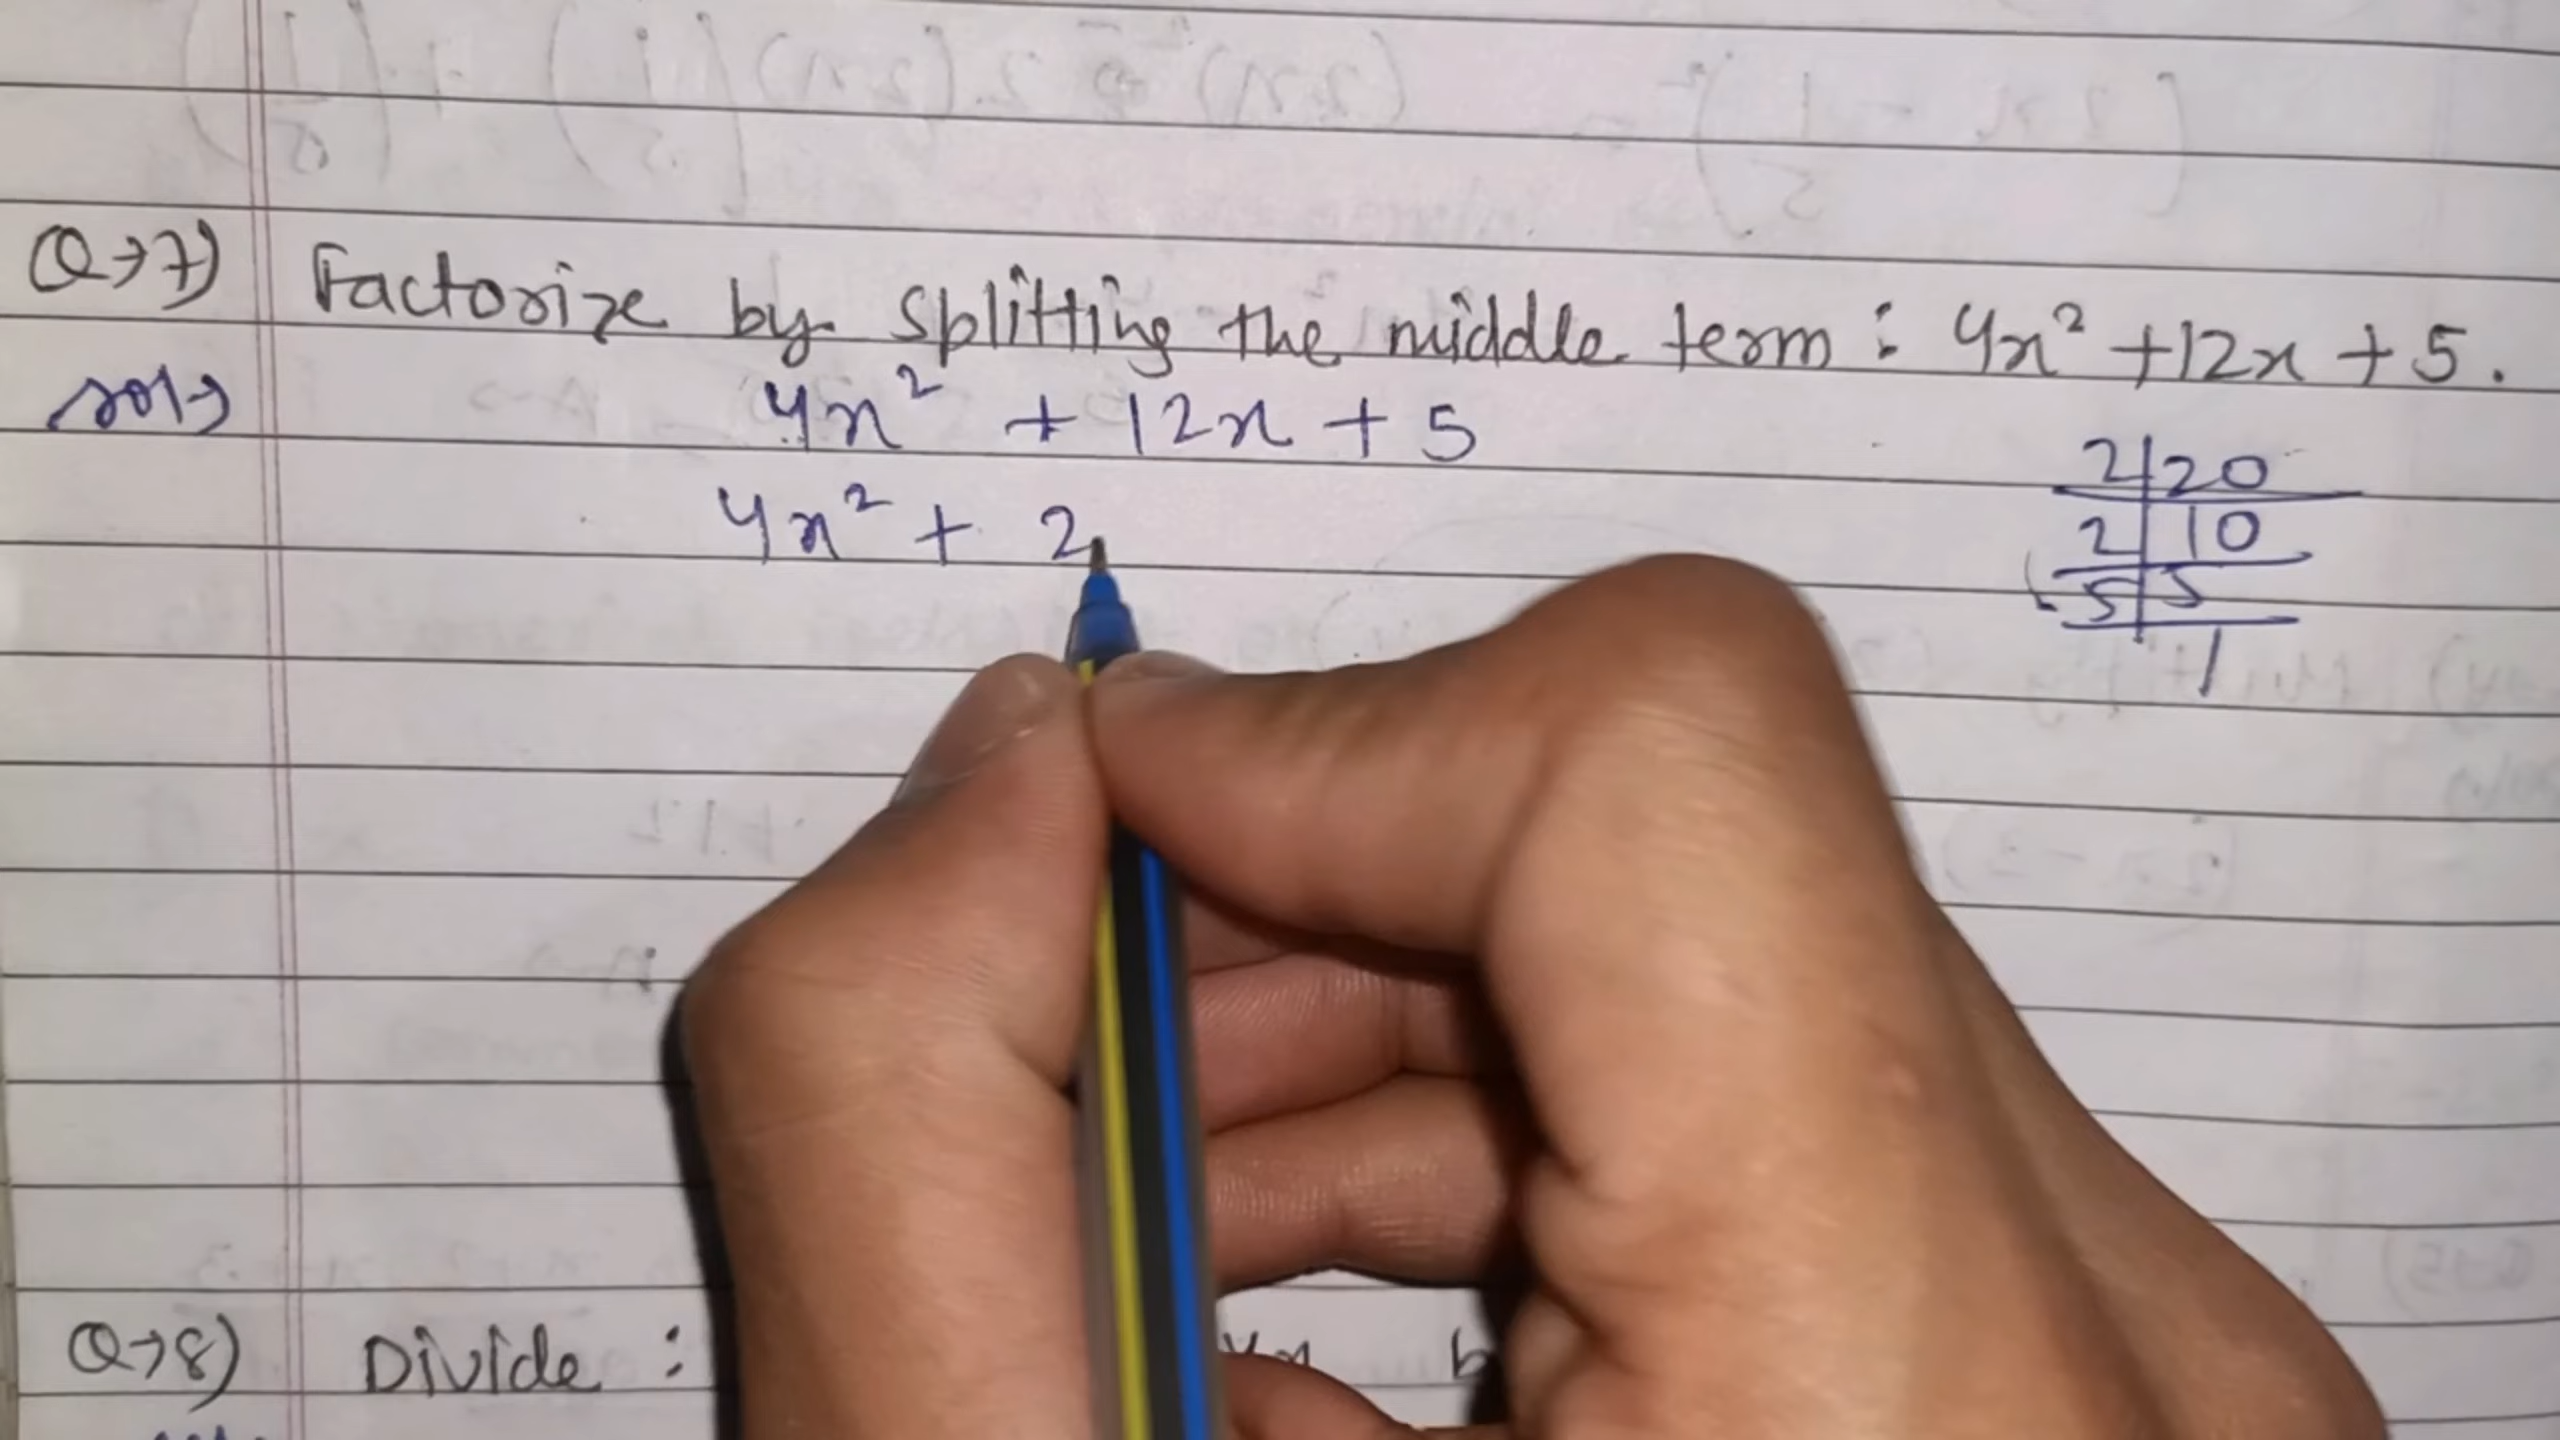 Q→7) Factorize by splitting the middle term : 4x² + 12x + 5.
sol→ 4x² + 12x + 5
4x² + 2
2|20
2|10
5|5
1
Q→8) Divide :